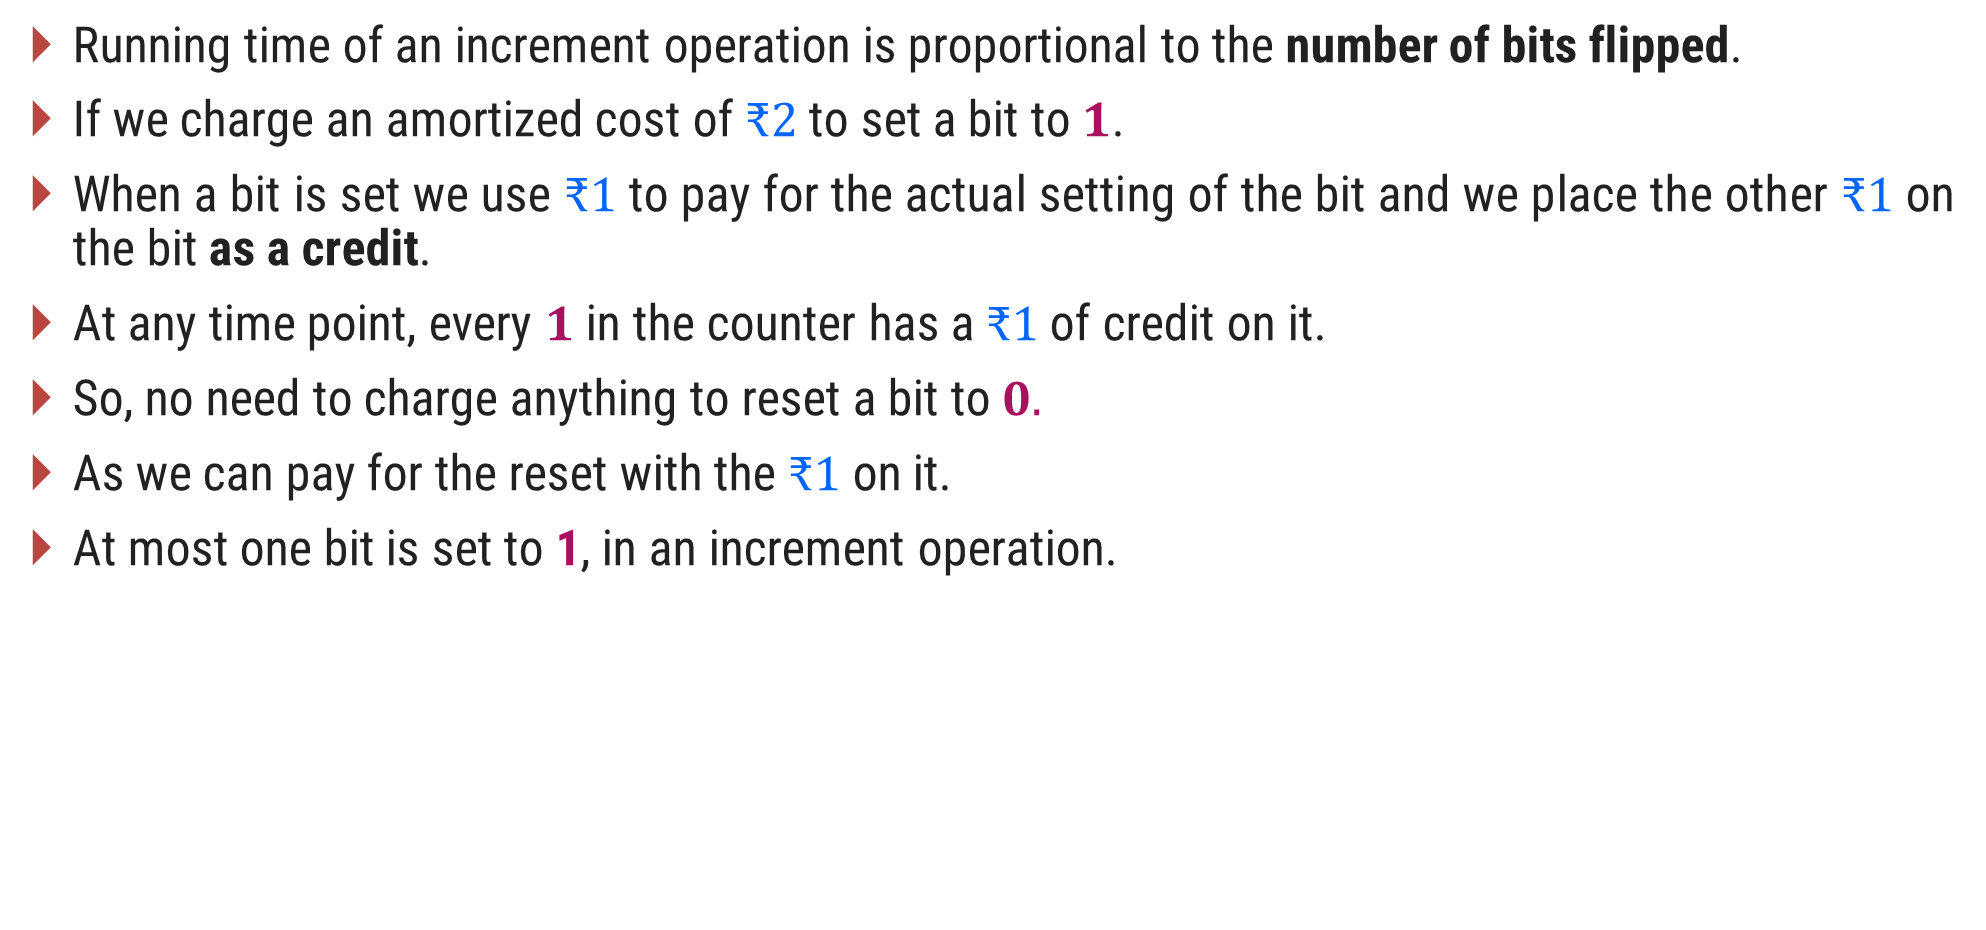 Running time of an increment operation is proportional to the number of bits flipped.
If we charge an amortized cost of ₹2 to set a bit to 1.
When a bit is set we use ₹1 to pay for the actual setting of the bit and we place the other ₹1 on
the bit as a credit.
At any time point, every 1 in the counter has a ₹1 of credit on it.
So, no need to charge anything to reset a bit to 0.
As we can pay for the reset with the ₹1 on it.
At most one bit is set to 1, in an increment operation.